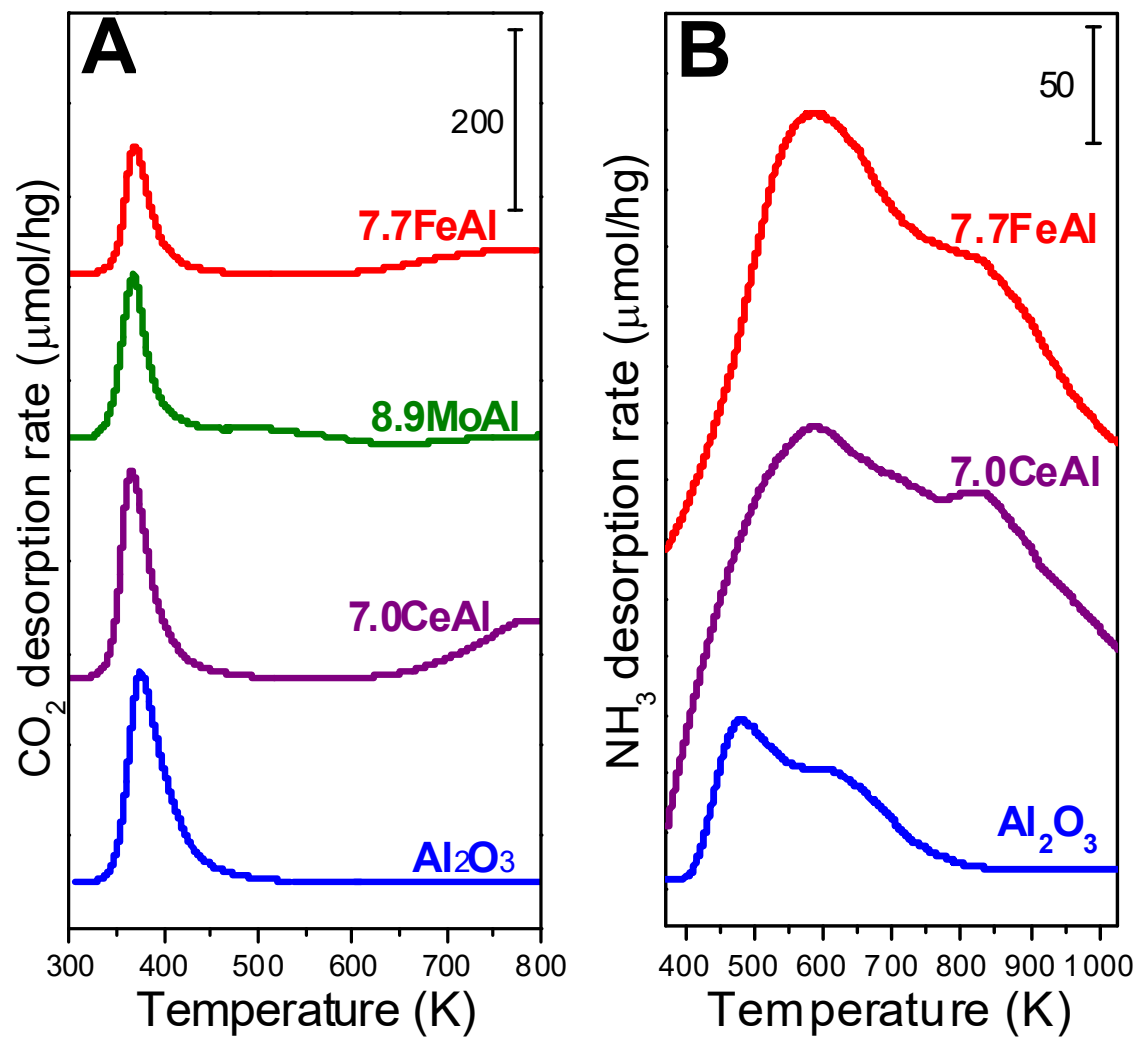 A
200
7.7FeAl
8.9MoAl
7.0CeAl
Al2O3
CO2 desorption rate (μmol/hg)
300 400 500 600 700 800
Temperature (K)
B
50
7.7FeAl
7.0CeAl
Al2O3
NH3 desorption rate (μmol/hg)
400 500 600 700 800 900 1000
Temperature (K)